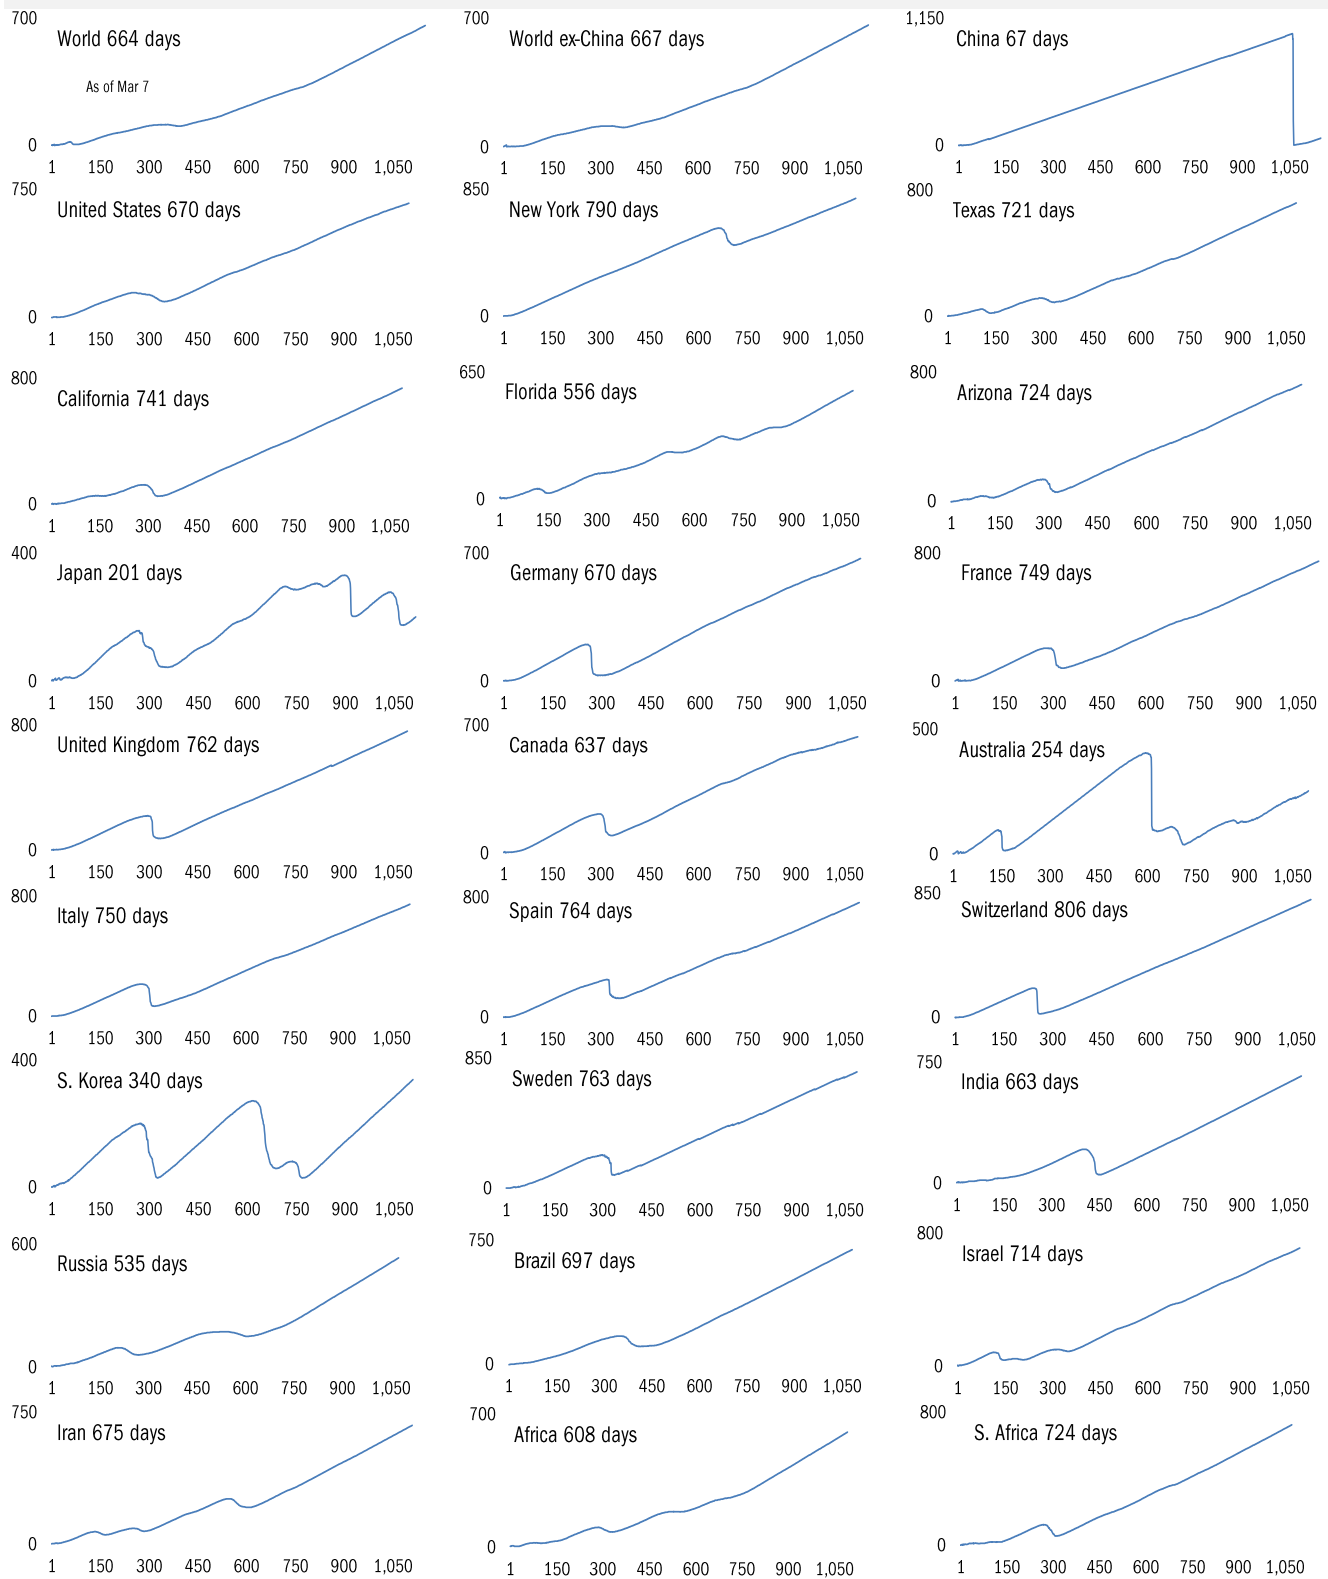 700
World 664 days
As of Mar 7
0
1 150 300 450 600 750 900 1,050
700
World ex-China 667 days
0
1 150 300 450 600 750 900 1,050
1,150
China 67 days
0
1 150 300 450 600 750 900 1,050
750
United States 670 days
0
1 150 300 450 600 750 900 1,050
850
New York 790 days
0
1 150 300 450 600 750 900 1,050
800
Texas 721 days
0
1 150 300 450 600 750 900 1,050
800
California 741 days
0
1 150 300 450 600 750 900 1,050
650
Florida 556 days
0
1 150 300 450 600 750 900 1,050
800
Arizona 724 days
0
1 150 300 450 600 750 900 1,050
400
Japan 201 days
0
1 150 300 450 600 750 900 1,050
700
Germany 670 days
0
1 150 300 450 600 750 900 1,050
800
France 749 days
0
1 150 300 450 600 750 900 1,050
800
United Kingdom 762 days
0
1 150 300 450 600 750 900 1,050
700
Canada 637 days
0
1 150 300 450 600 750 900 1,050
500
Australia 254 days
0
1 150 300 450 600 750 900 1,050
800
Italy 750 days
0
1 150 300 450 600 750 900 1,050
800
Spain 764 days
0
1 150 300 450 600 750 900 1,050
850
Switzerland 806 days
0
1 150 300 450 600 750 900 1,050
400
S. Korea 340 days
0
1 150 300 450 600 750 900 1,050
850
Sweden 763 days
0
1 150 300 450 600 750 900 1,050
750
India 663 days
0
1 150 300 450 600 750 900 1,050
600
Russia 535 days
0
1 150 300 450 600 750 900 1,050
750
Brazil 697 days
0
1 150 300 450 600 750 900 1,050
800
Israel 714 days
0
1 150 300 450 600 750 900 1,050
750
Iran 675 days
0
1 150 300 450 600 750 900 1,050
700
Africa 608 days
0
1 150 300 450 600 750 900 1,050
800
S. Africa 724 days
0
1 150 300 450 600 750 900 1,050